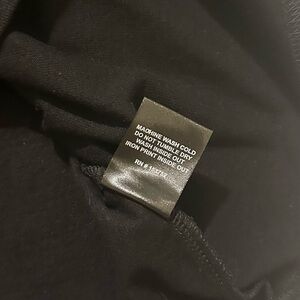 MACHINE WASH COLD
DO NOT TUMBLE DRY
WASH INSIDE OUT
IRON PRINT INSIDE OUT
RN #